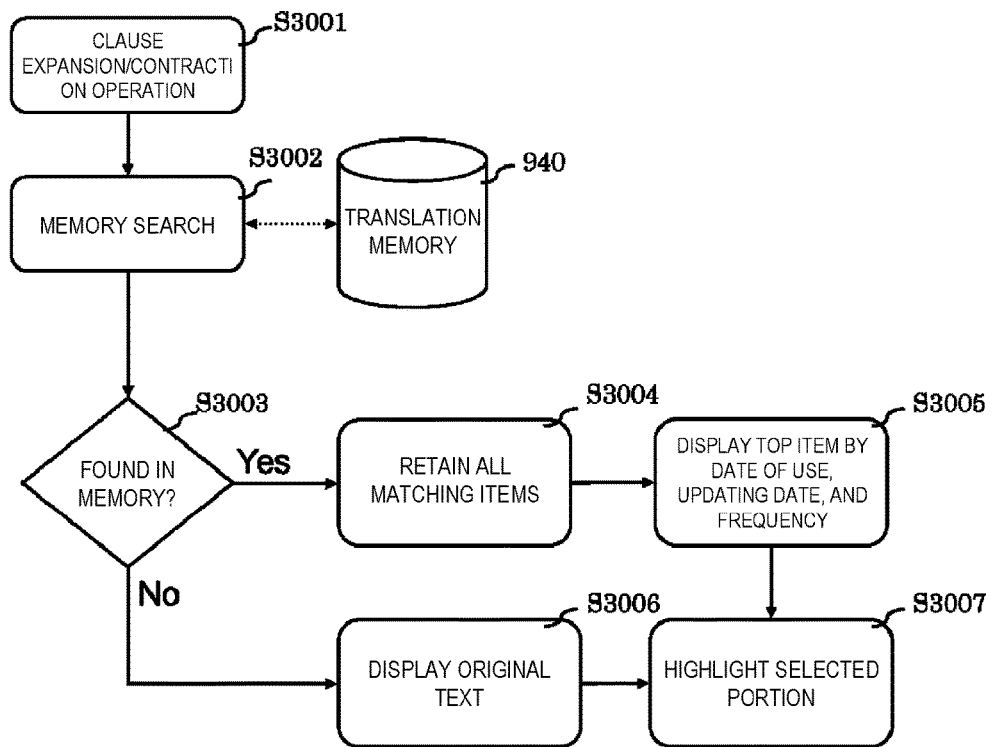 S3001
CLAUSE
EXPANSION/CONTRACTI
ON OPERATION
S3002
MEMORY SEARCH
940
TRANSLATION
MEMORY
S3003
FOUND IN
MEMORY?
Yes
No
S3004
RETAIN ALL
MATCHING ITEMS
S3005
DISPLAY TOP ITEM BY
DATE OF USE,
UPDATING DATE, AND
FREQUENCY
S3006
DISPLAY ORIGINAL
TEXT
S3007
HIGHLIGHT SELECTED
PORTION